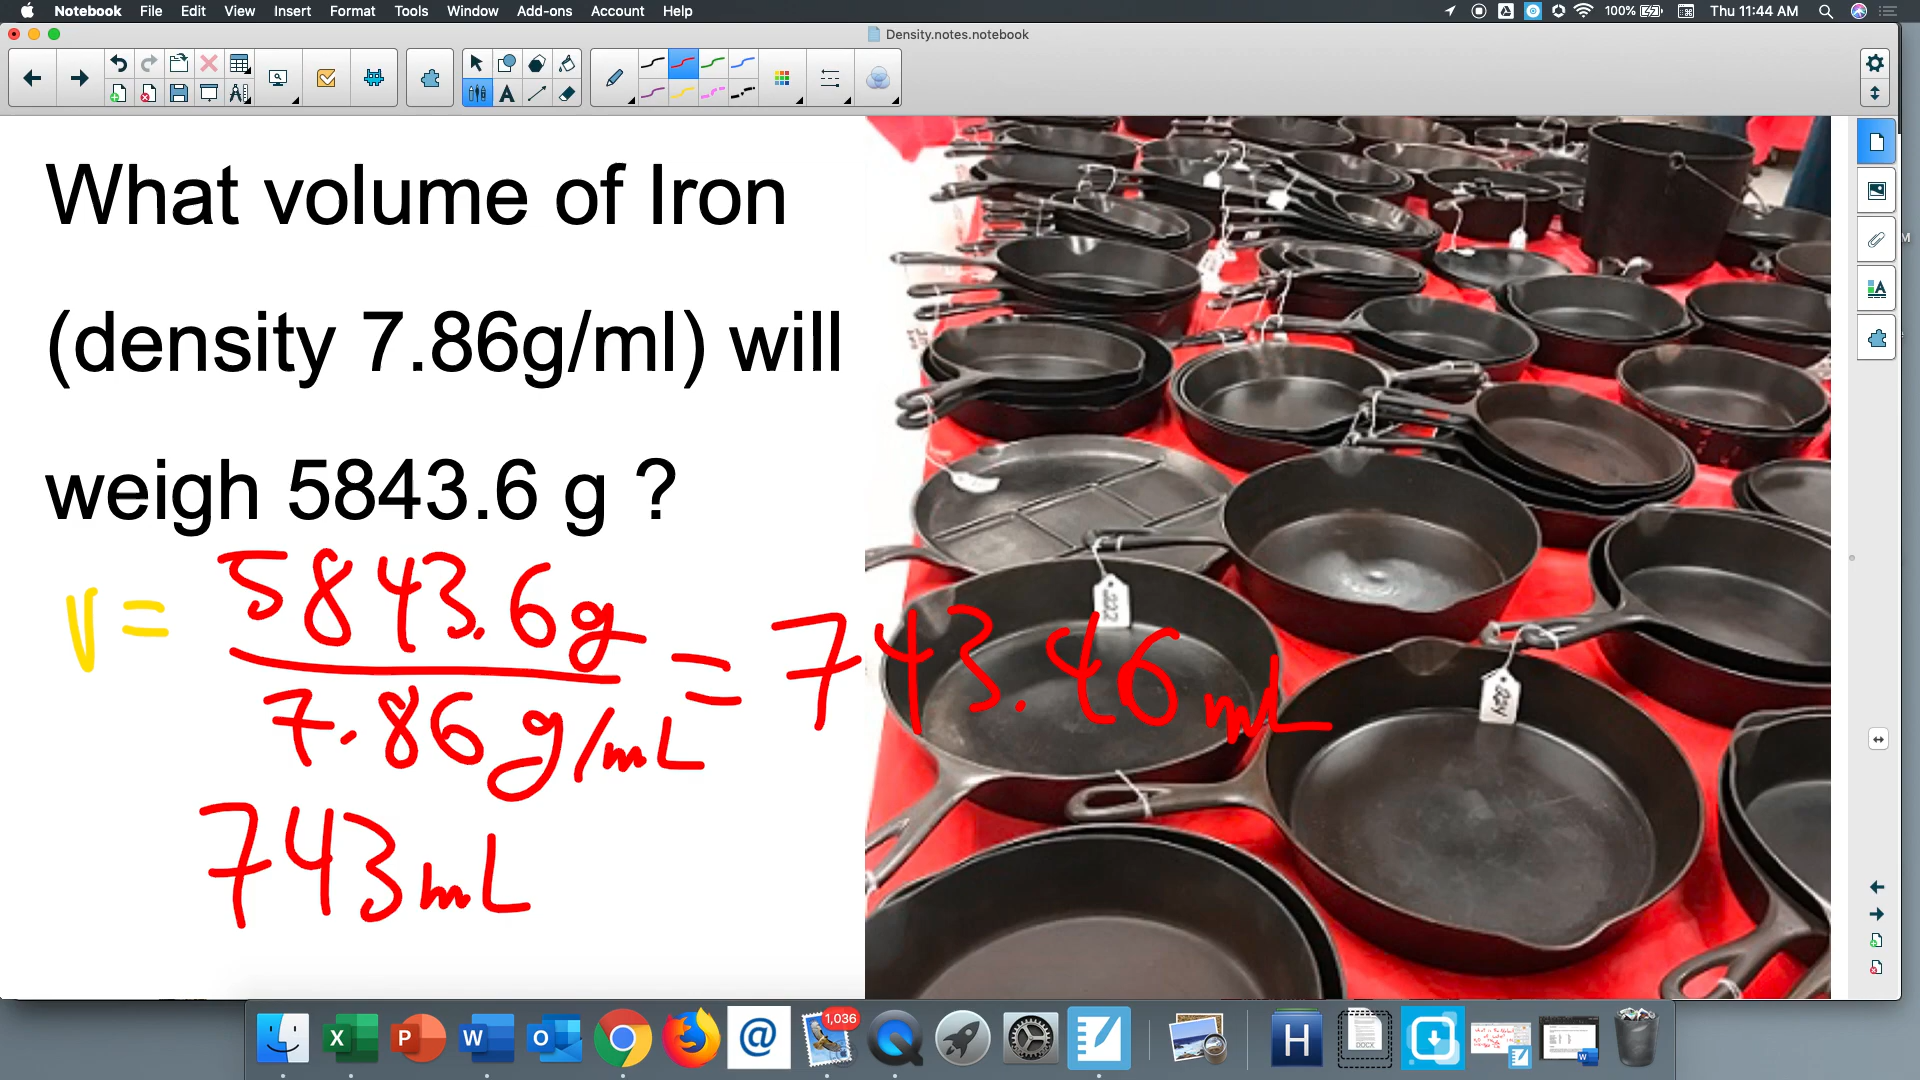 Notebook File Edit View Insert Format Tools Window Add-ons Account Help 100% Thu 11:44 AM
Density.notes.notebook
What volume of Iron
(density 7.86g/ml) will
weigh 5843.6 g ?
V = 5843.6g
7.86 g/mL
= 743.46 mL
743 mL
222
224
1,036